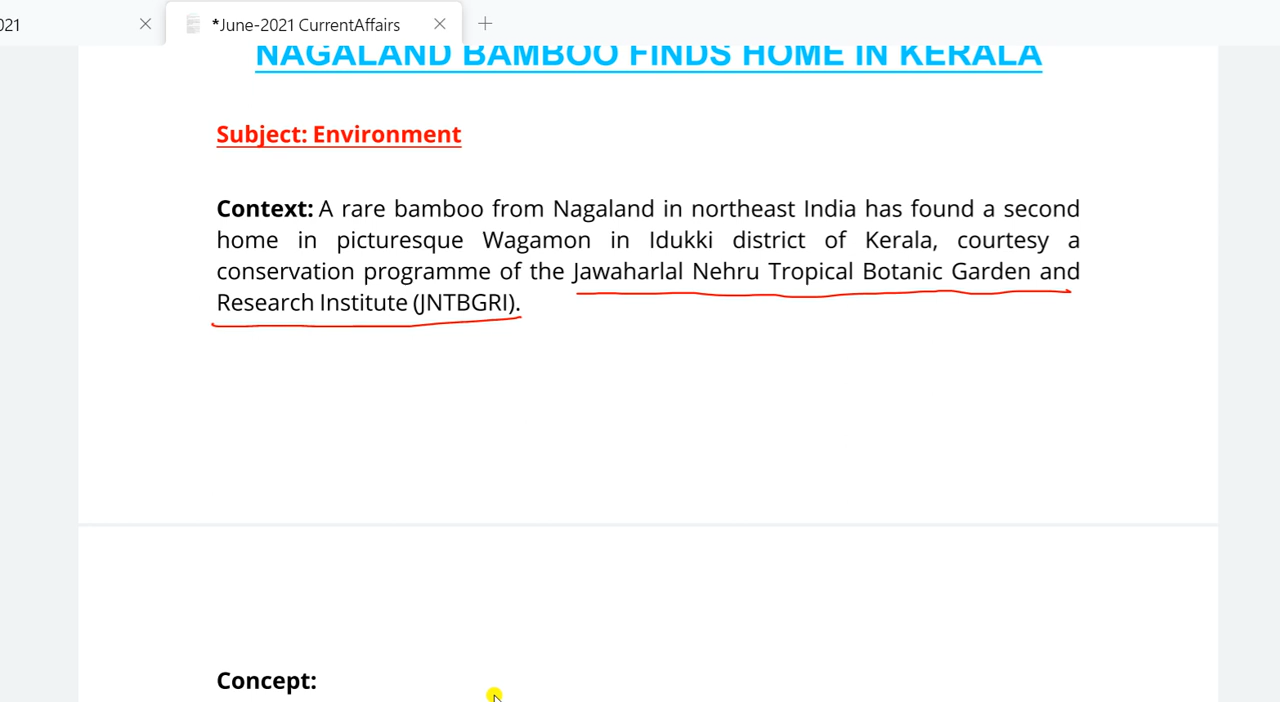 021
*June-2021 CurrentAffairs
NAGALAND BAMBOO FINDS HOME IN KERALA
Subject: Environment
Context: A rare bamboo from Nagaland in northeast India has found a second
home in picturesque Wagamon in Idukki district of Kerala, courtesy a
conservation programme of the Jawaharlal Nehru Tropical Botanic Garden and
Research Institute (JNTBGRI).
Concept: